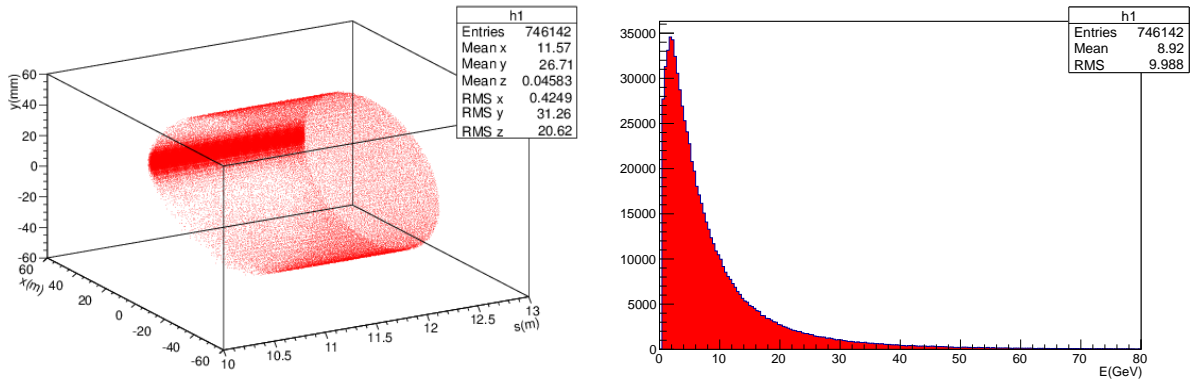 h1
Entries 746142
Mean x 11.57
Mean y 26.71
Mean z 0.04583
RMS x 0.4249
RMS y 31.26
RMS z 20.62
y(mm)
60
40
20
0
-20
-40
-60
60
40
20
0
-20
-40
-60
x(m)
10
10.5
11
11.5
12
12.5
13
s(m)
h1
Entries 746142
Mean 8.92
RMS 9.988
35000
30000
25000
20000
15000
10000
5000
0
0 10 20 30 40 50 60 70 80
E(GeV)